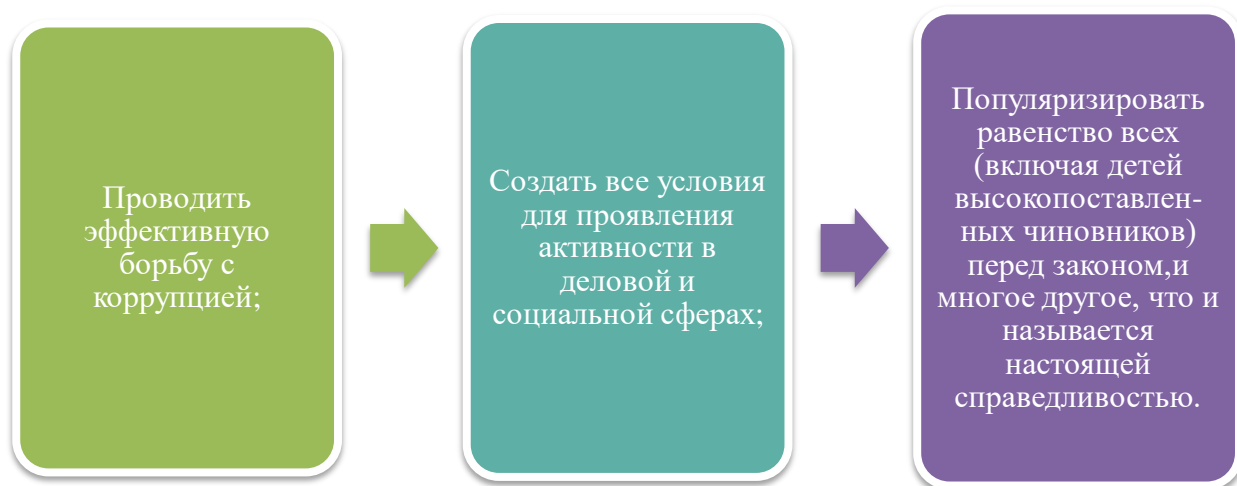 Проводить
эффективную
борьбу с
коррупцией;
Создать все условия
для проявления
активности в
деловой и
социальной сферах;
Популяризировать
равенство всех
(включая детей
высокопоставлен-
ных чиновников)
перед законом,и
многое другое, что и
называется
настоящей
справедливостью.